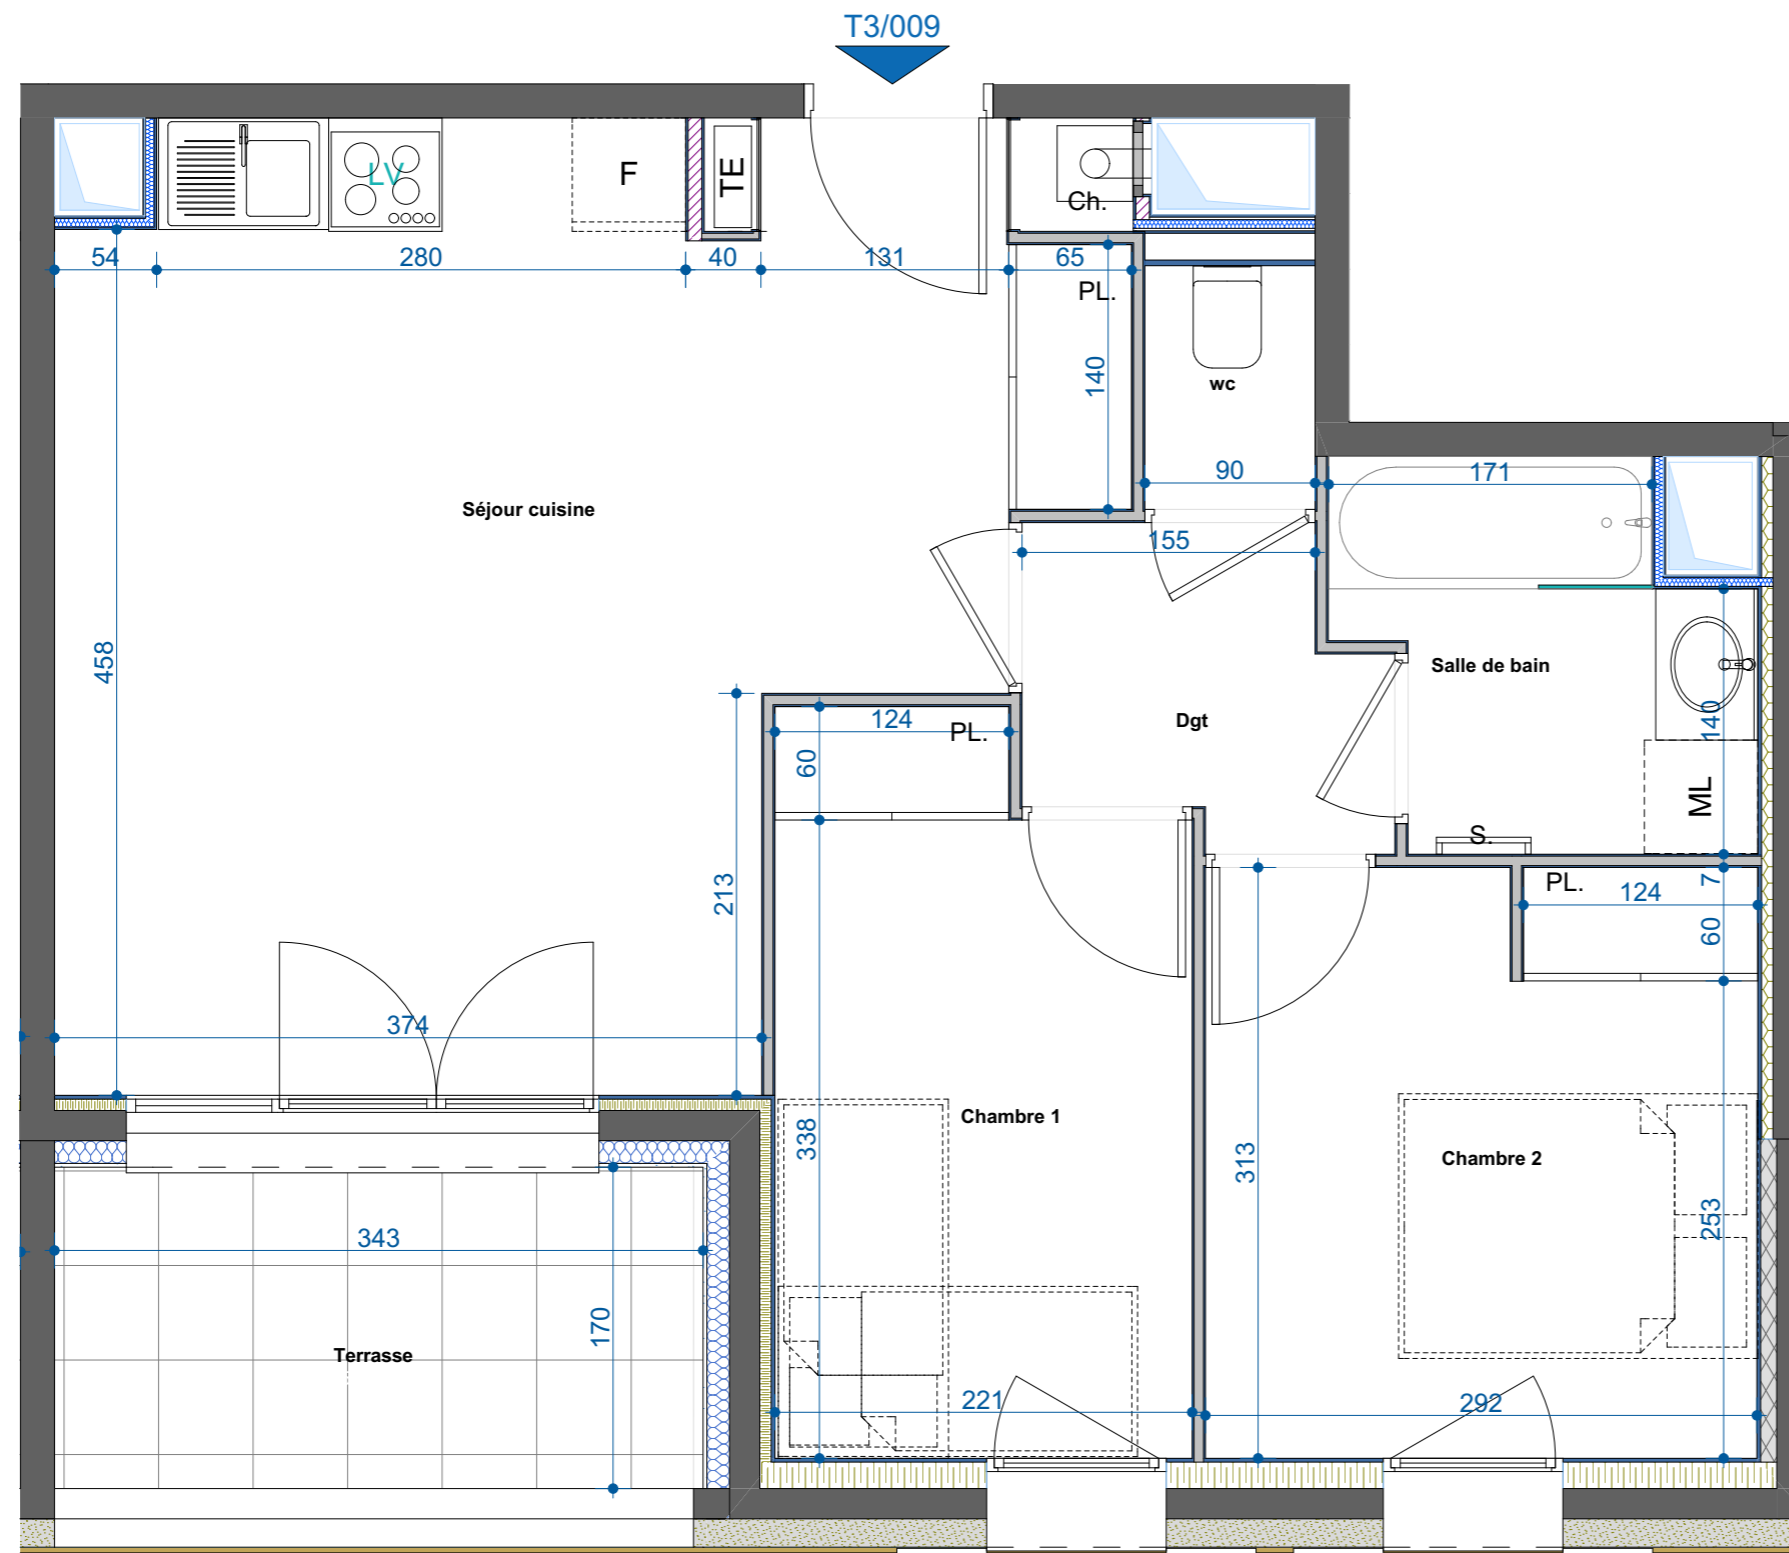 T3/009
LV
F
TE
Ch.
54
280
40
131
65
PL.
140
wc
90
171
Séjour cuisine
155
458
Salle de bain
140
Dgt
124
PL.
60
ML
S.
213
7
PL.
124
60
374
Chambre 1
338
313
Chambre 2
253
343
170
Terrasse
221
292